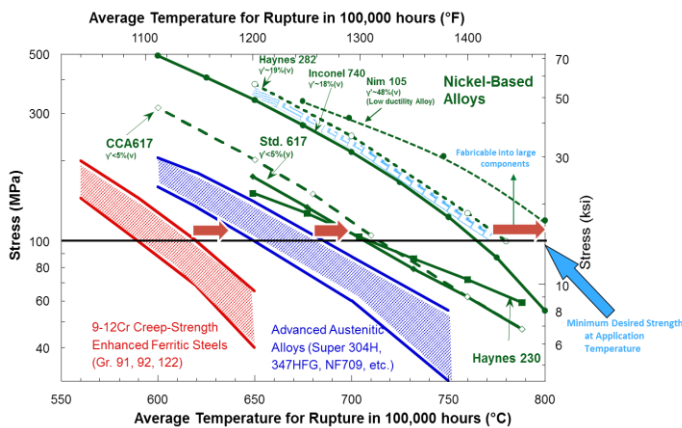 Average Temperature for Rupture in 100,000 hours (°F)
1100
1200
1300
1400
500
300
100
80
60
40
Stress (MPa)
70
50
30
10
8
6
Stress (ksi)
Haynes 282
γ'~19%(v)
Inconel 740
γ'~18%(v)
Nim 105
γ'~48%(v)
(Low ductility Alloy)
Nickel-Based
Alloys
CCA617
γ'<5%(v)
Std. 617
γ'<5%(v)
Fabricable into large
components
9-12Cr Creep-Strength
Enhanced Ferritic Steels
(Gr. 91, 92, 122)
Advanced Austenitic
Alloys (Super 304H,
347HFG, NF709, etc.)
Haynes 230
Minimum Desired Strength
at Application
Temperature
550
600
650
700
750
800
Average Temperature for Rupture in 100,000 hours (°C)